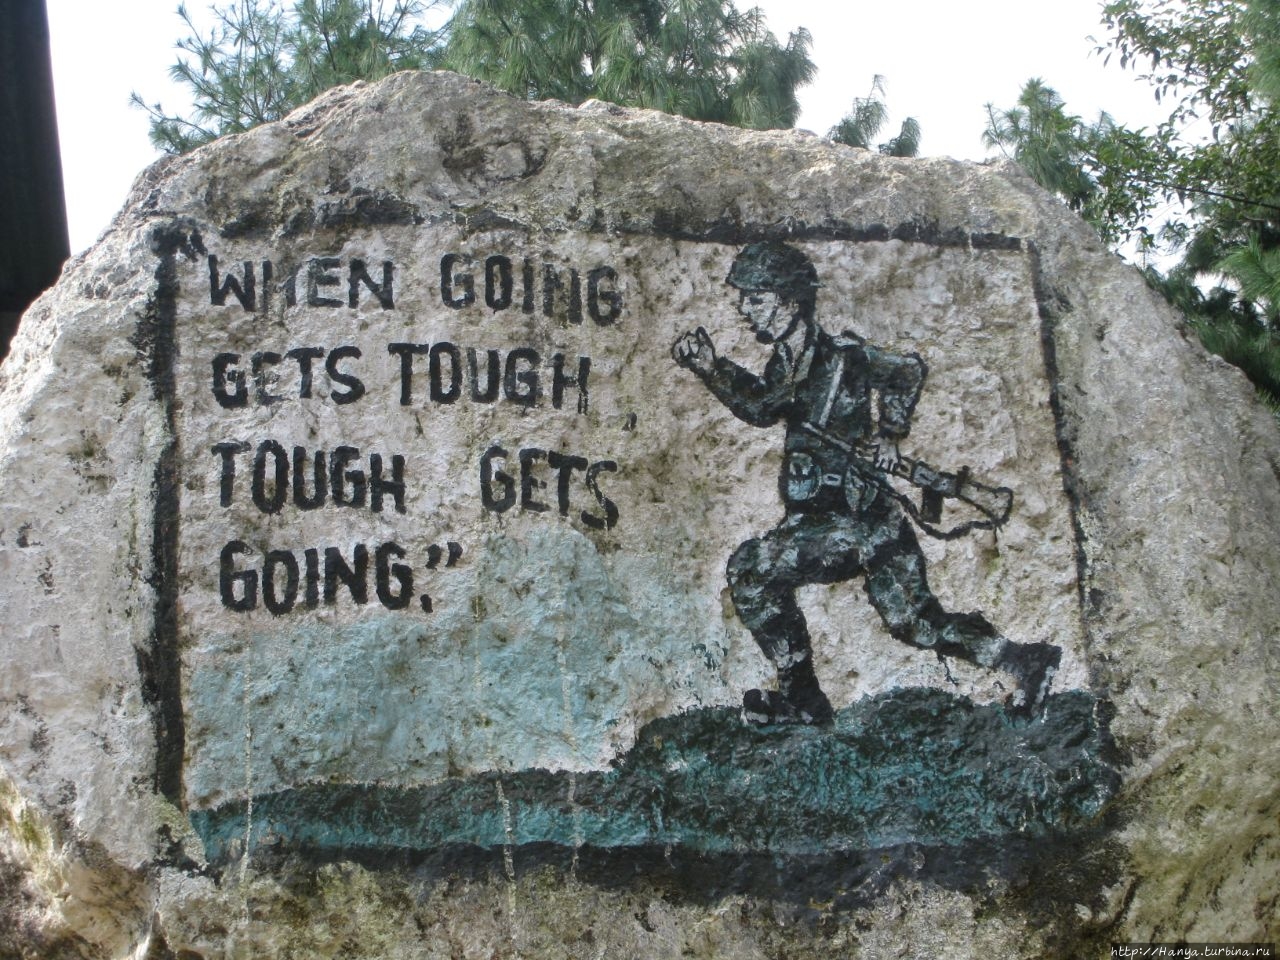 "WHEN GOING
GETS TOUGH,
TOUGH GETS
GOING."
http://Hanya.turbina.ru